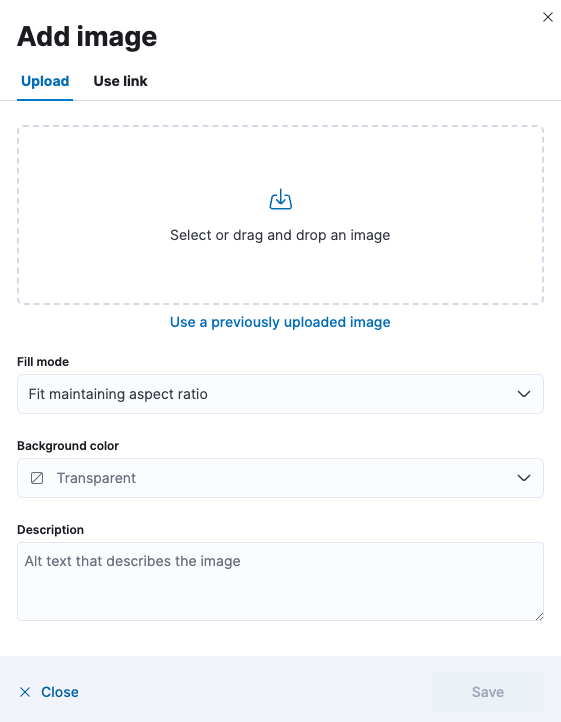 Add image
Upload
Use link
Select or drag and drop an image
Use a previously uploaded image
Fill mode
Fit maintaining aspect ratio
Background color
Transparent
Description
Alt text that describes the image
Close
Save